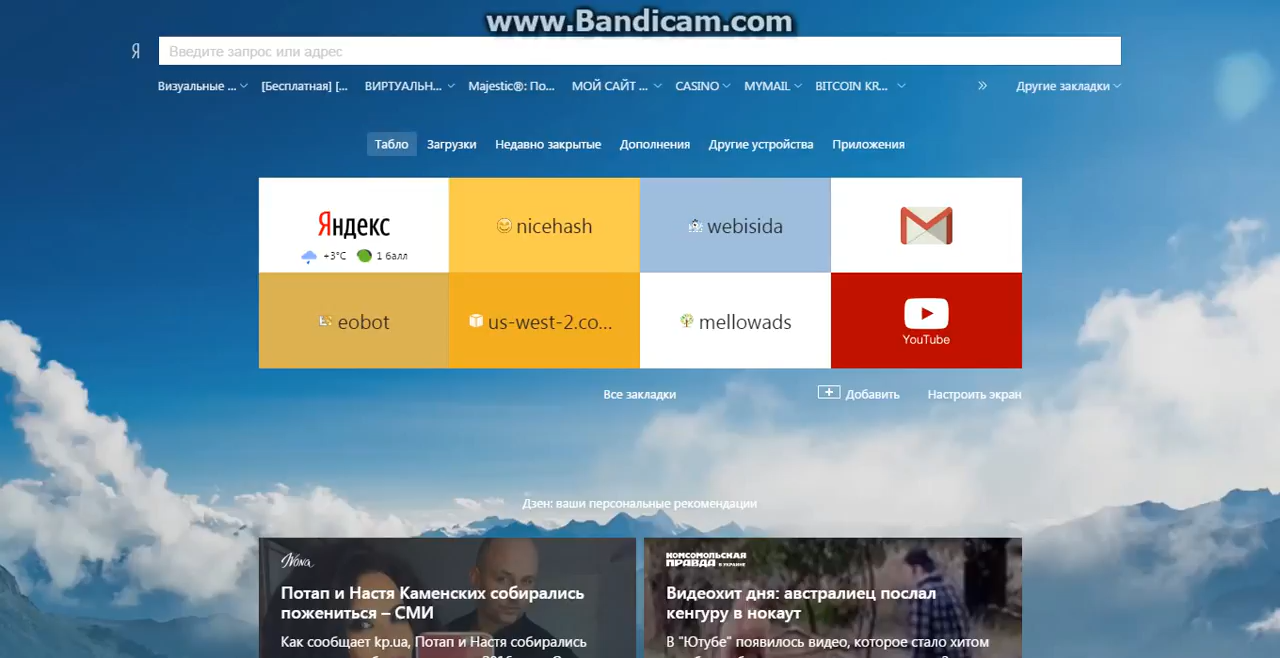 www.Bandicam.com
Я Введите запрос или адрес
Визуальные ... [Бесплатная] [... ВИРТУАЛЬН... Majestic®: По... МОЙ САЙТ ... CASINO MYMAIL BITCOIN KR... » Другие закладки
Табло Загрузки Недавно закрытые Дополнения Другие устройства Приложения
Яндекс
+3°C 1 балл
nicehash
webisida
eobot
us-west-2.co...
mellowads
YouTube
Все закладки Добавить Настроить экран
Дзен: ваши персональные рекомендации
Nona
Потап и Настя Каменских собирались
пожениться – СМИ
Как сообщает kp.ua, Потап и Настя собирались
КОМСОМОЛЬСКАЯ
ПРАВДА В УКРАИНЕ
Видеохит дня: австралиец послал
кенгуру в нокаут
В "Ютубе" появилось видео, которое стало хитом